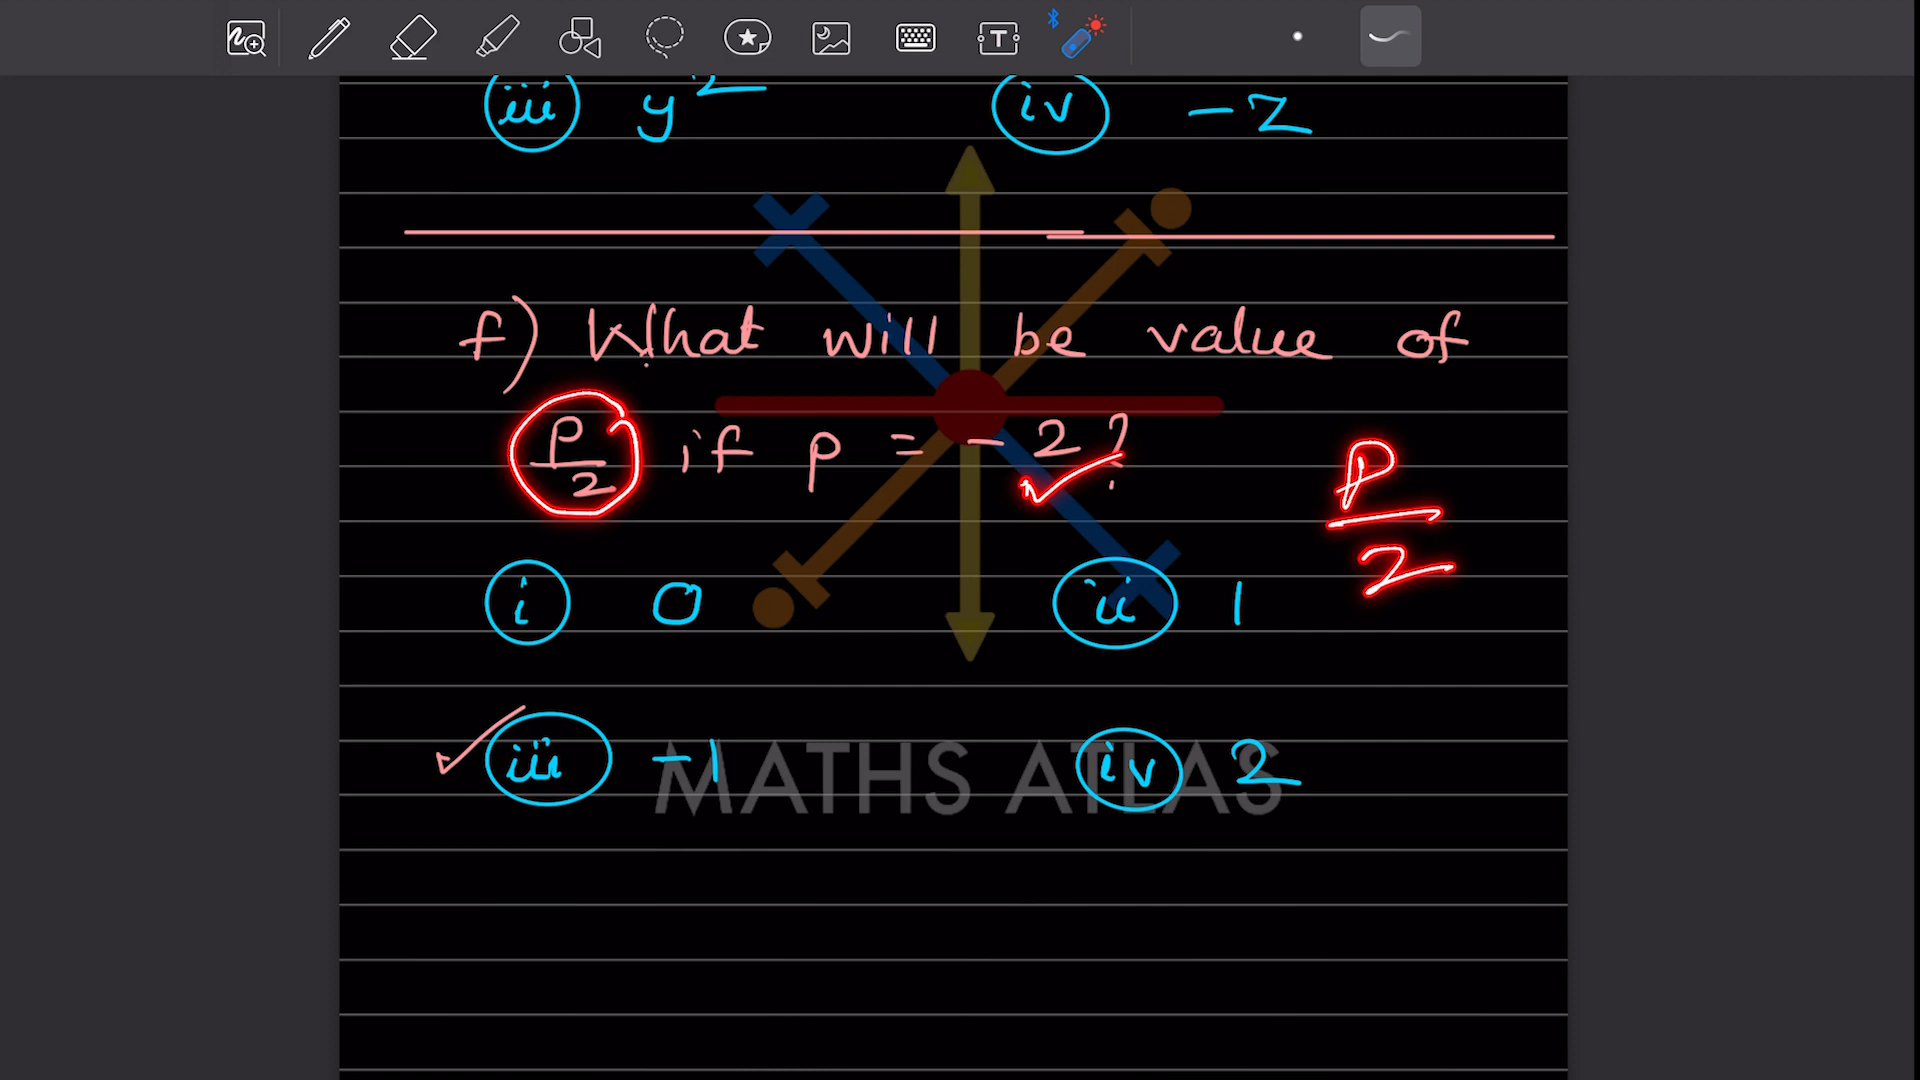 iii y² iv -2
f) What will be value of
P/2 if p = -2?
P/2
i 0 ii 1
iii -1 iv 2
MATHS ATLAS